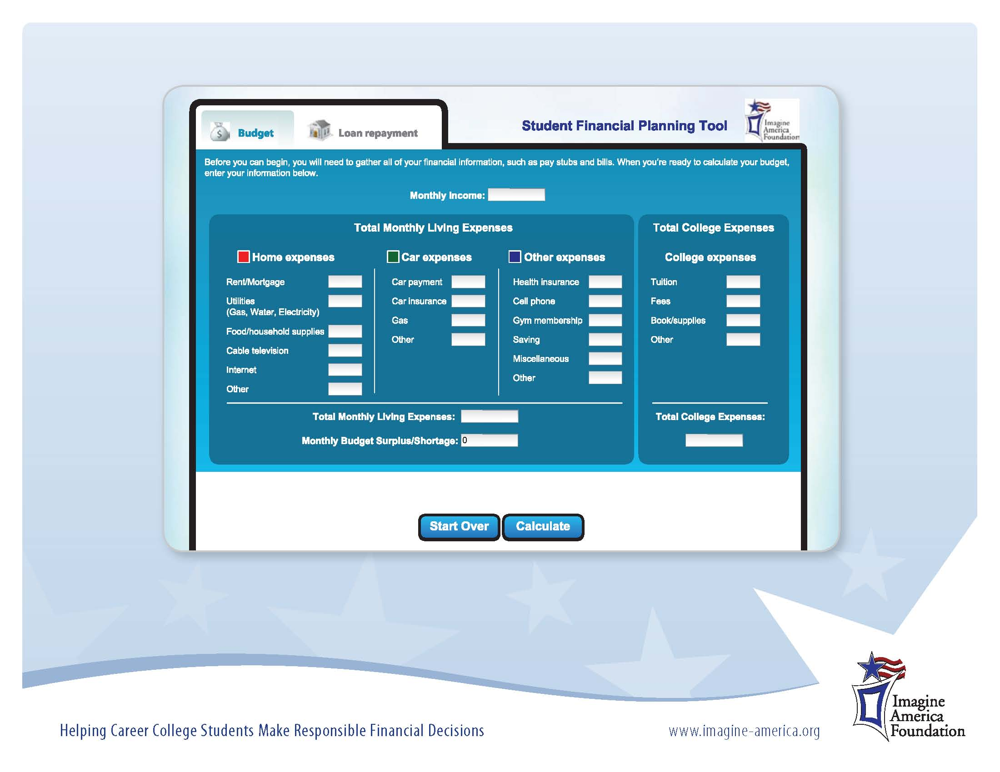 Budget
Loan repayment
Student Financial Planning Tool
Imagine
America
Foundation
Before you can begin, you will need to gather all of your financial information, such as pay stubs and bills. When you're ready to calculate your budget,
enter your information below.
Monthly Income:
Total Monthly Living Expenses
Home expenses
Rent/Mortgage
Utilities
(Gas, Water, Electricity)
Food/household supplies
Cable television
Internet
Other
Car expenses
Car payment
Car insurance
Gas
Other
Other expenses
Health insurance
Cell phone
Gym membership
Saving
Miscellaneous
Other
Total Monthly Living Expenses:
Monthly Budget Surplus/Shortage: 0
Total College Expenses
College expenses
Tuition
Fees
Book/supplies
Other
Total College Expenses:
Start Over
Calculate
Helping Career College Students Make Responsible Financial Decisions
www.imagine-america.org
Imagine
America
Foundation